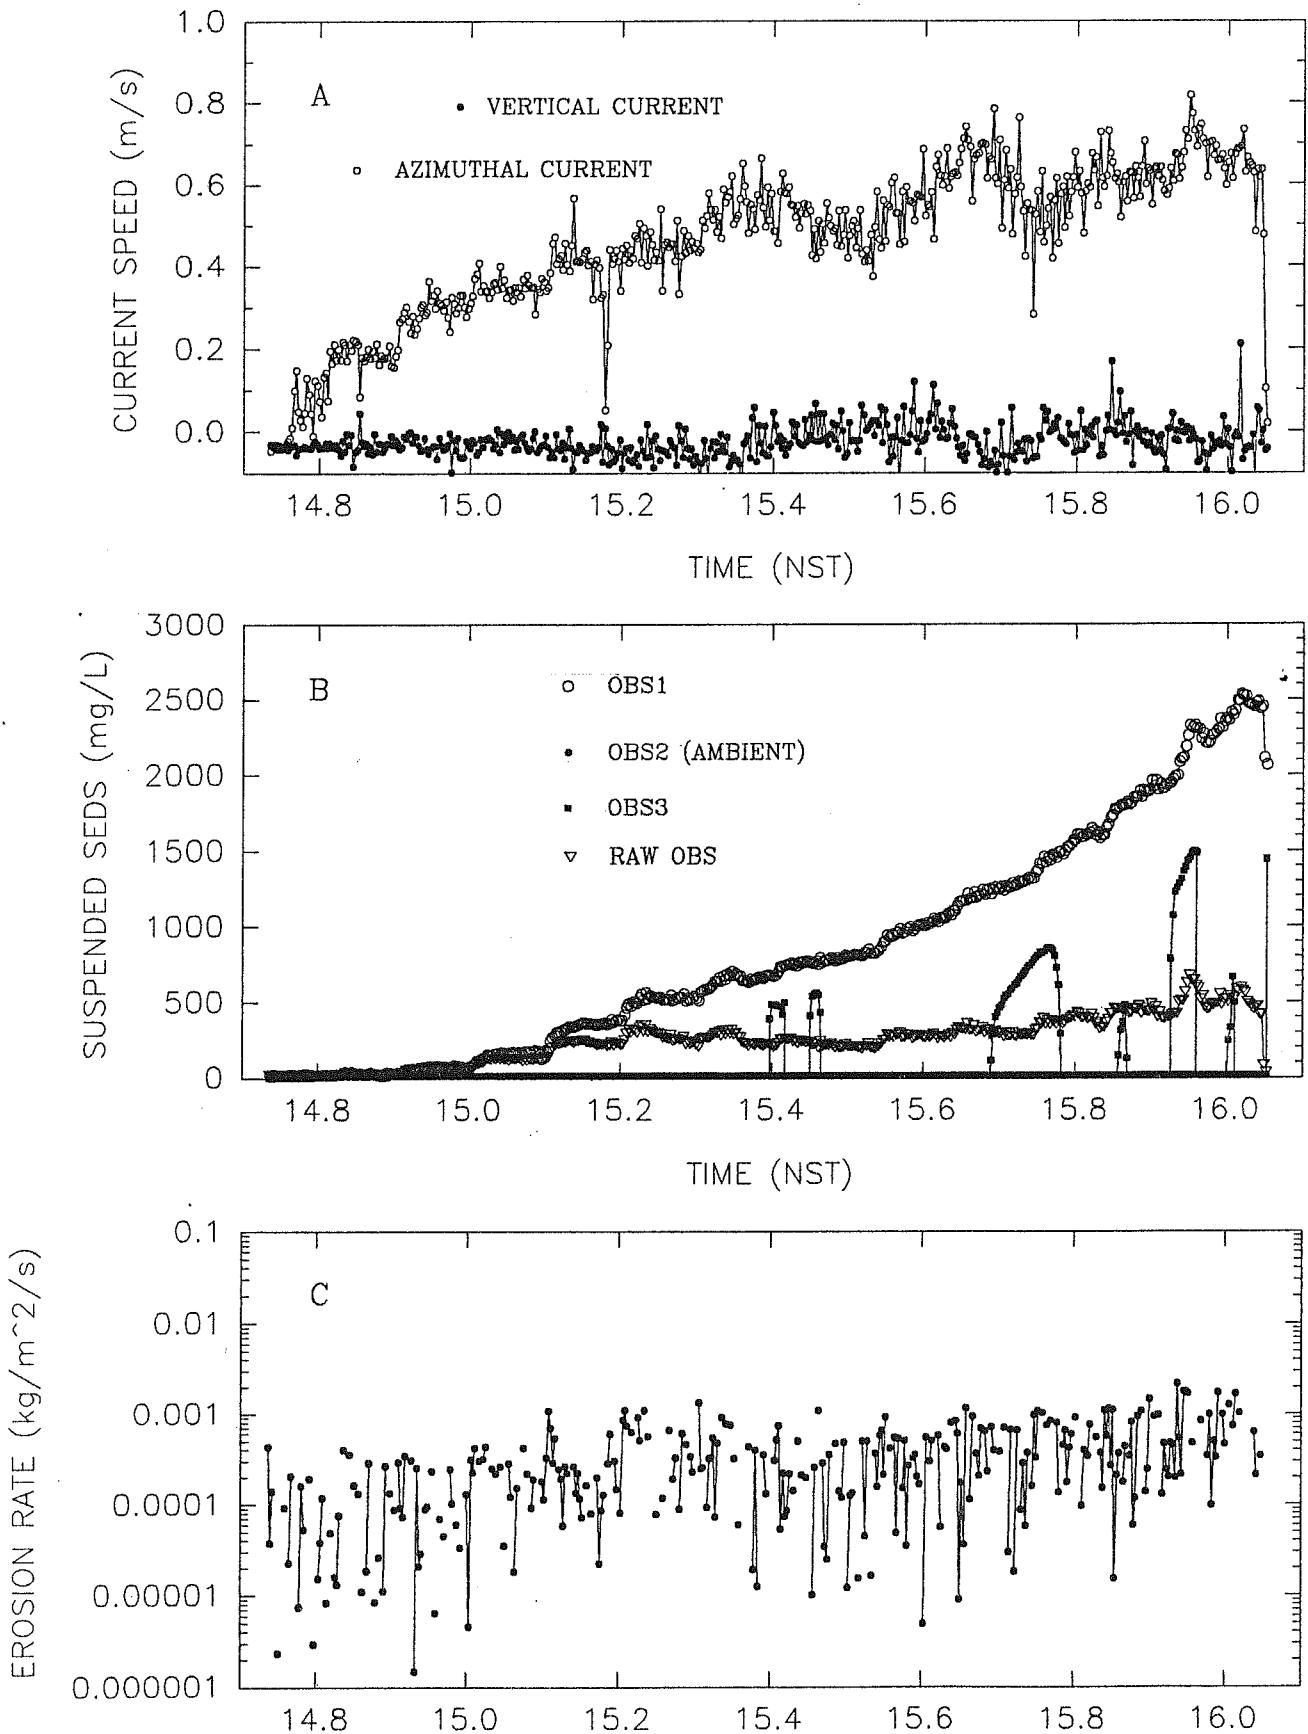 1.0
0.8
0.6
0.4
0.2
0.0
CURRENT SPEED (m/s)
A
VERTICAL CURRENT
AZIMUTHAL CURRENT
14.8 15.0 15.2 15.4 15.6 15.8 16.0
TIME (NST)
3000
2500
2000
1500
1000
500
0
SUSPENDED SEDS (mg/L)
B
OBS1
OBS2 (AMBIENT)
OBS3
RAW OBS
14.8 15.0 15.2 15.4 15.6 15.8 16.0
TIME (NST)
0.1
0.01
0.001
0.0001
0.00001
0.000001
EROSION RATE (kg/m^2/s)
C
14.8 15.0 15.2 15.4 15.6 15.8 16.0